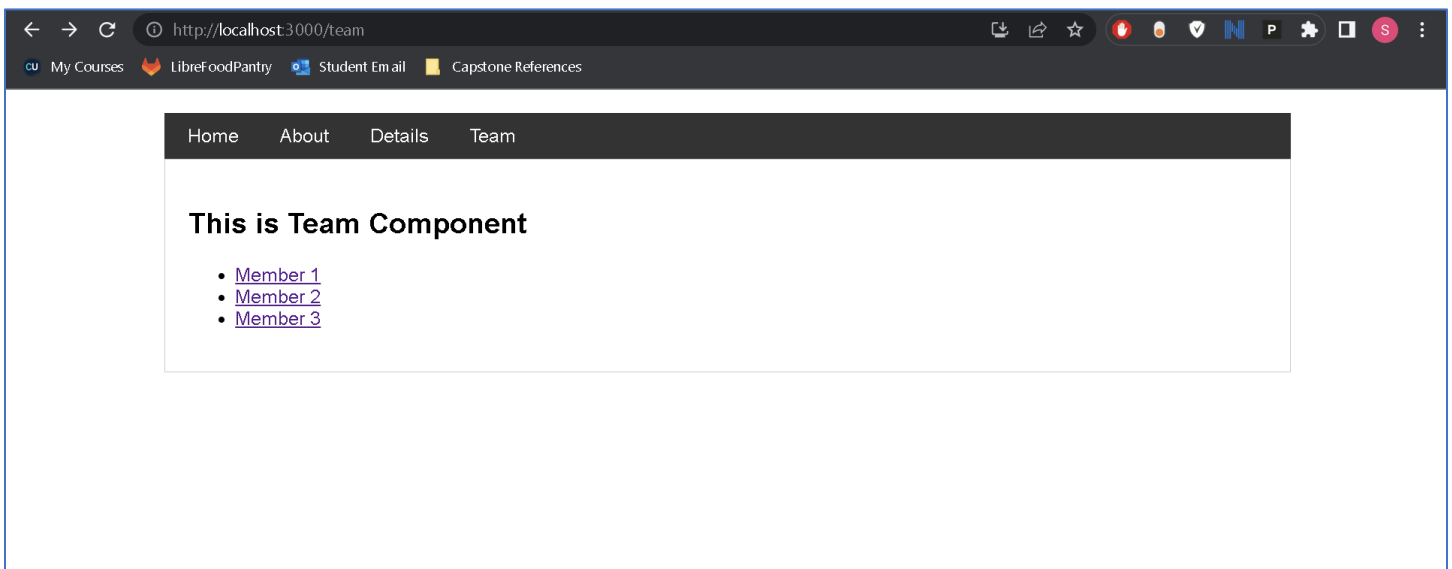 http://localhost:3000/team
P
S
CU My Courses LibreFoodPantry Student Email Capstone References
Home About Details Team
This is Team Component
Member 1
Member 2
Member 3